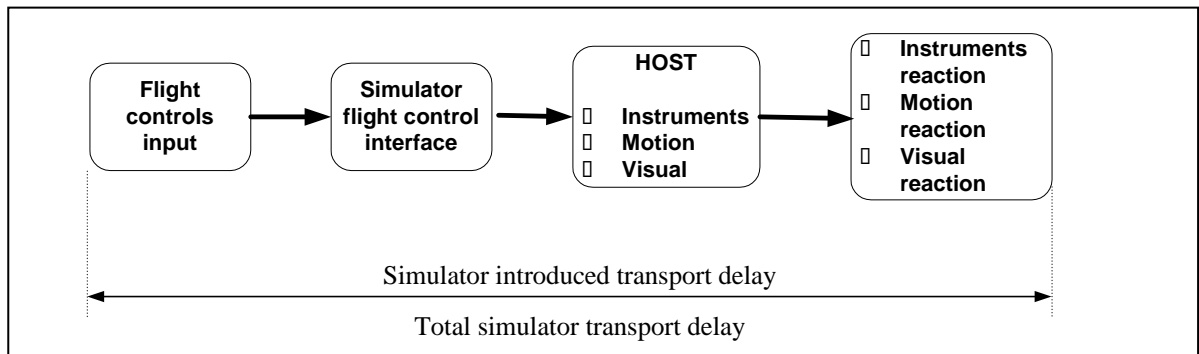 Flight
controls
input
Simulator
flight control
interface
HOST
▯ Instruments
▯ Motion
▯ Visual
▯ Instruments
reaction
▯ Motion
reaction
▯ Visual
reaction
Simulator introduced transport delay
Total simulator transport delay